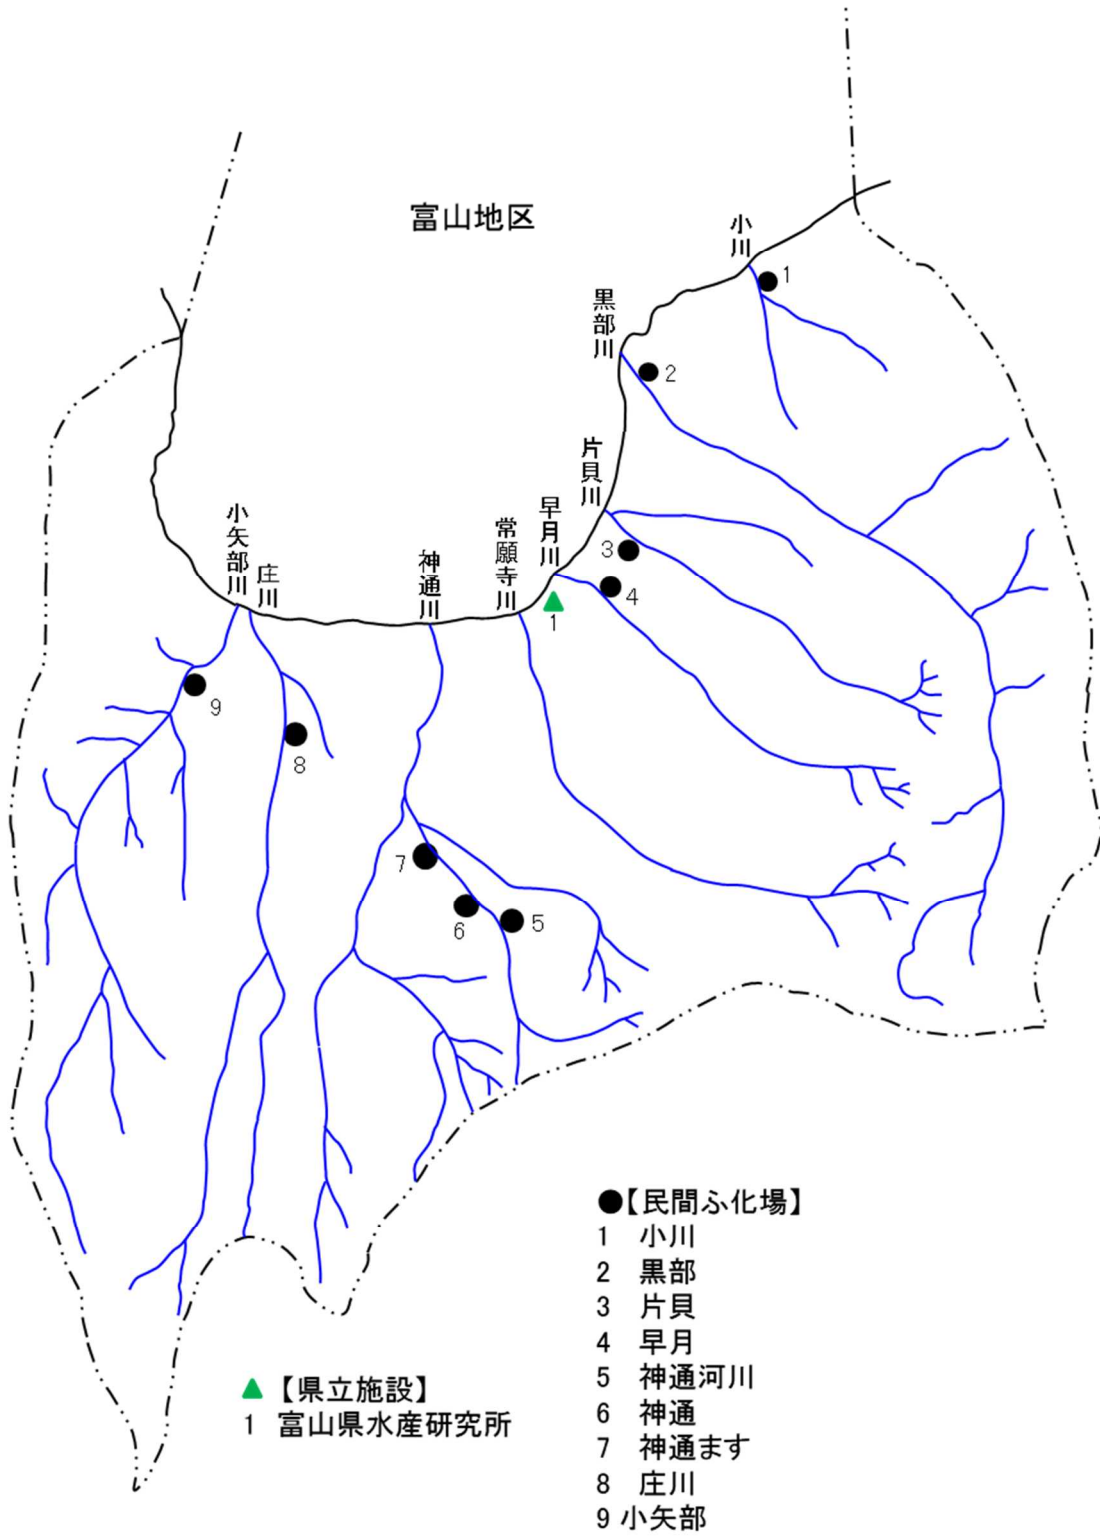 富山地区
小川
1
黒部川
2
片貝川
3
早月川
4
1
常願寺川
神通川
庄川
小矢部川
9
8
7
6
5
●【民間ふ化場】
1 小川
2 黒部
3 片貝
4 早月
5 神通河川
6 神通
7 神通ます
8 庄川
9 小矢部
▲【県立施設】
1 富山県水産研究所